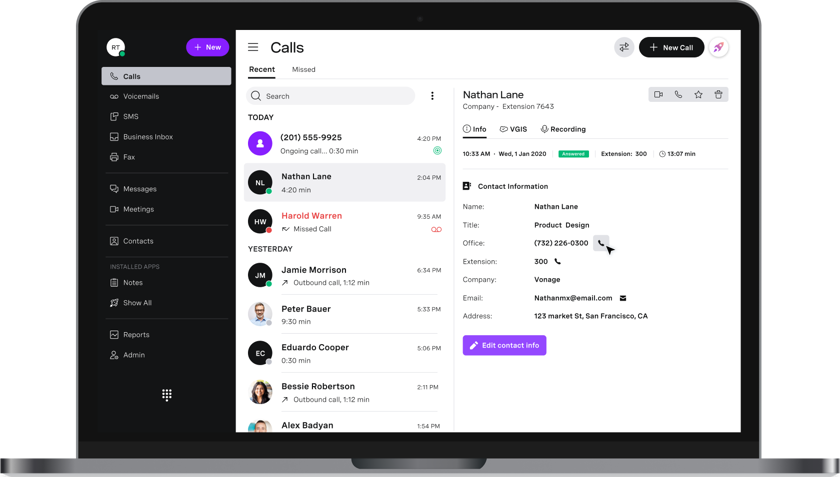 RT
+ New
Calls
Voicemails
SMS
Business Inbox
Fax
Messages
Meetings
Contacts
INSTALLED APPS
Notes
Show All
Reports
Admin
Calls
+ New Call
Recent
Missed
Search
TODAY
(201) 555-9925
4:20 PM
Ongoing call... 0:30 min
NL
Nathan Lane
2:04 PM
4:20 min
HW
Harold Warren
9:35 AM
Missed Call
YESTERDAY
JM
Jamie Morrison
6:34 PM
Outbound call, 1:12 min
Peter Bauer
5:33 PM
9:30 min
EC
Eduardo Cooper
5:06 PM
0:30 min
Bessie Robertson
2:11 PM
Outbound call, 1:12 min
Alex Badyan
1:54 PM
Nathan Lane
Company • Extension 7643
Info
VGIS
Recording
10:33 AM • Wed, 1 Jan 2020
Answered
Extension: 300
13:07 min
Contact Information
Name: Nathan Lane
Title: Product Design
Office: (732) 226-0300
Extension: 300
Company: Vonage
Email: Nathanmx@email.com
Address: 123 market St, San Francisco, CA
Edit contact info